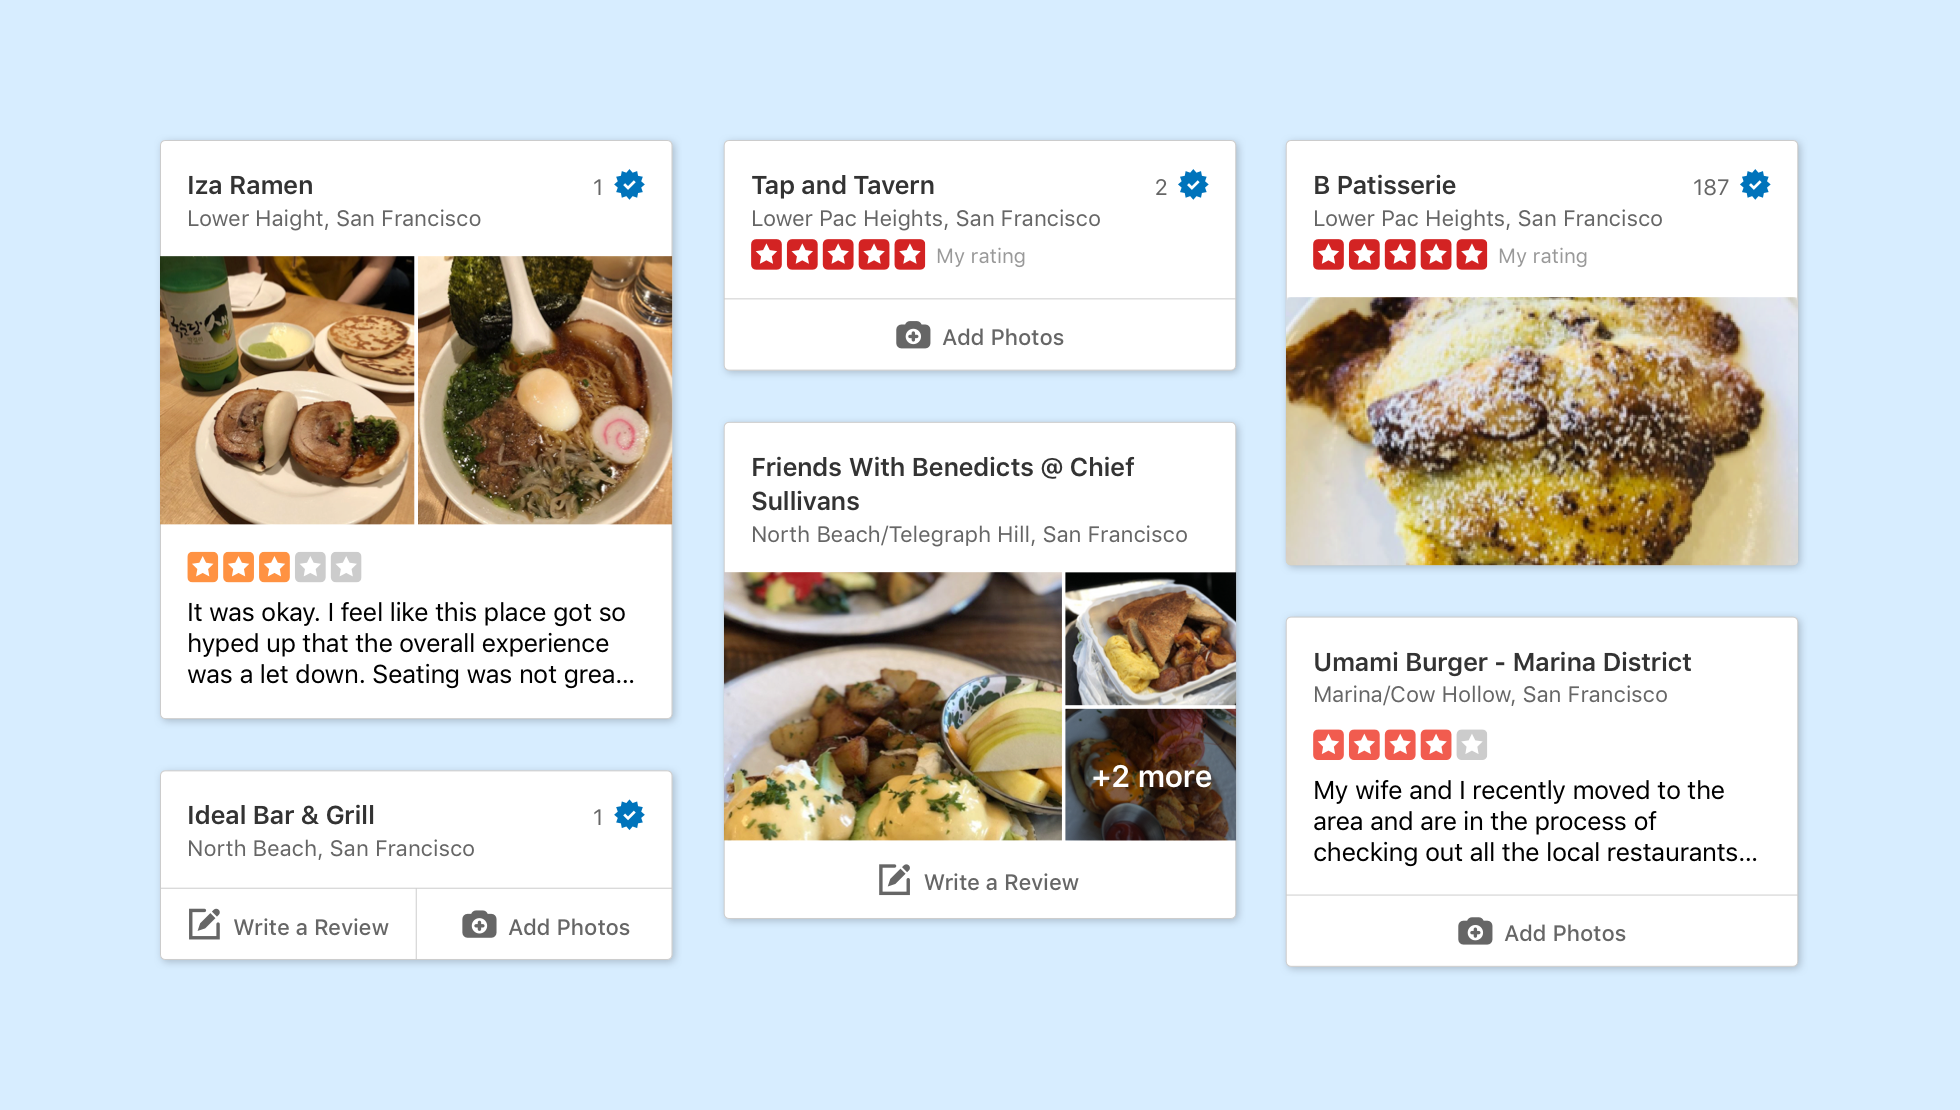 Iza Ramen
1
Lower Haight, San Francisco
It was okay. I feel like this place got so
hyped up that the overall experience
was a let down. Seating was not grea...
Ideal Bar & Grill
1
North Beach, San Francisco
Write a Review
Add Photos
Tap and Tavern
2
Lower Pac Heights, San Francisco
My rating
Add Photos
Friends With Benedicts @ Chief
Sullivans
North Beach/Telegraph Hill, San Francisco
+2 more
Write a Review
B Patisserie
187
Lower Pac Heights, San Francisco
My rating
Umami Burger - Marina District
Marina/Cow Hollow, San Francisco
My wife and I recently moved to the
area and are in the process of
checking out all the local restaurants...
Add Photos